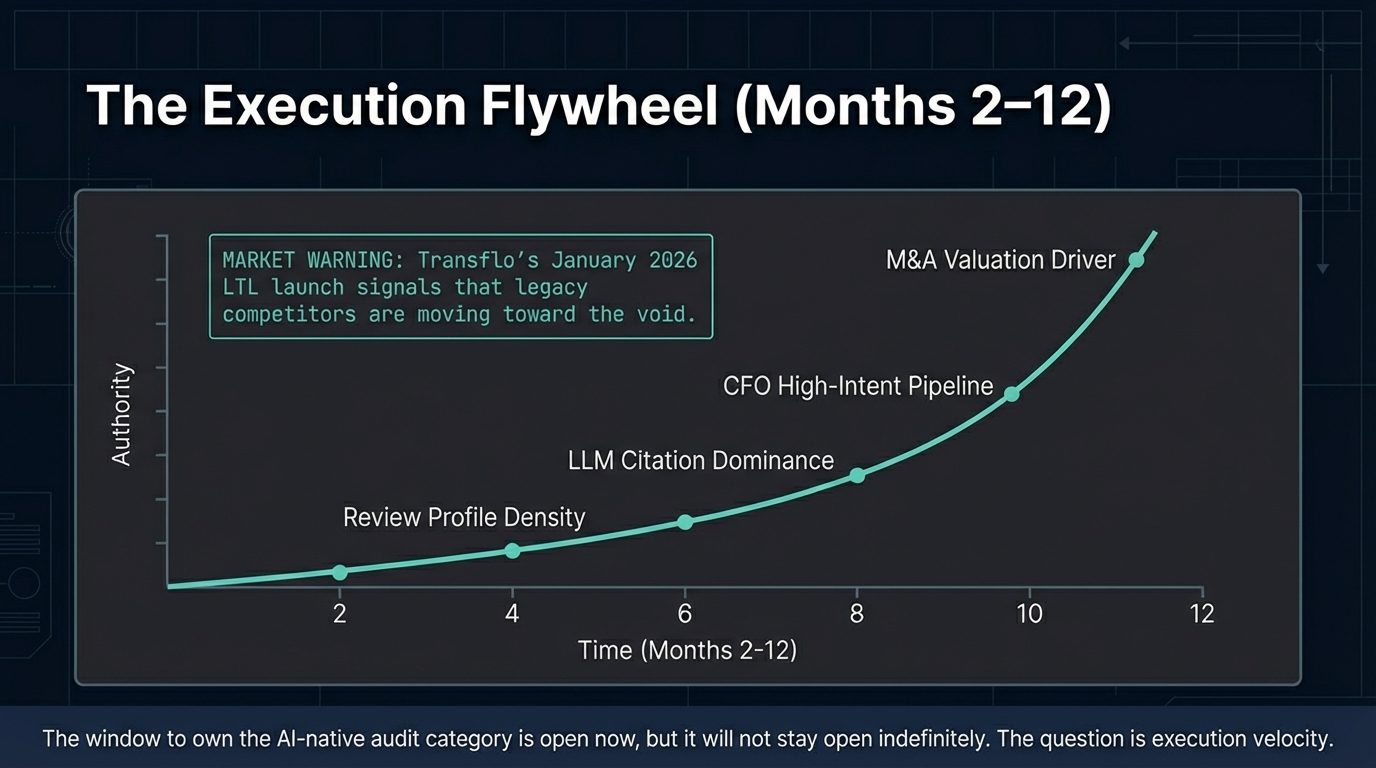 The Execution Flywheel (Months 2–12)
MARKET WARNING: Transflo’s January 2026
LTL launch signals that legacy
competitors are moving toward the void.
M&A Valuation Driver
CFO High-Intent Pipeline
LLM Citation Dominance
Review Profile Density
Authority
2 4 6 8 10 12
Time (Months 2-12)
The window to own the AI-native audit category is open now, but it will not stay open indefinitely. The question is execution velocity.